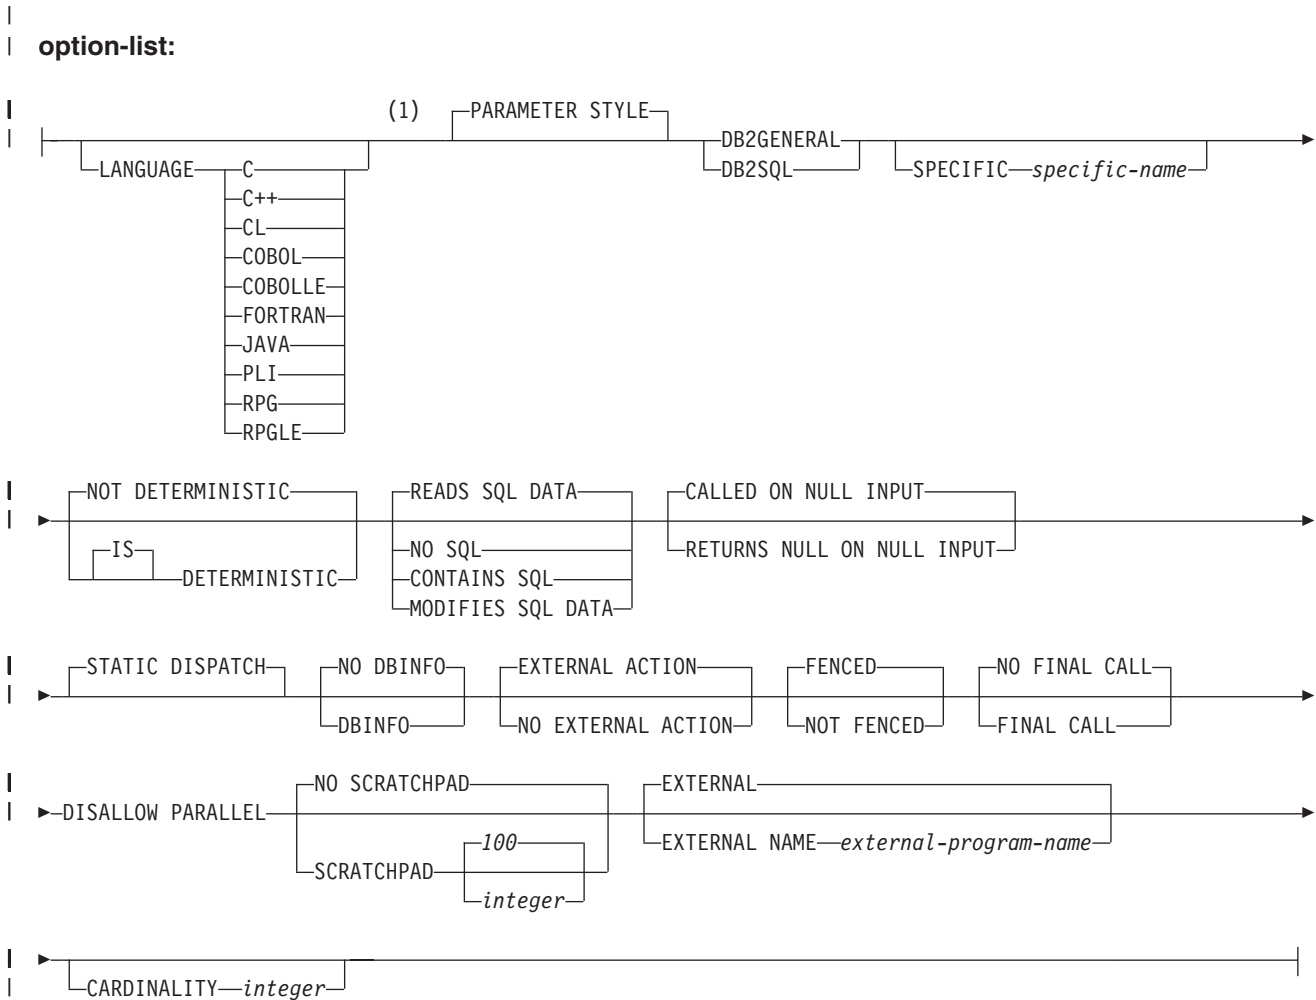 option-list:
(1) PARAMETER STYLE
DB2GENERAL
LANGUAGE C DB2SQL SPECIFIC specific-name
C++
CL
COBOL
COBOLLE
FORTRAN
JAVA
PLI
RPG
RPGLE
NOT DETERMINISTIC READS SQL DATA CALLED ON NULL INPUT
IS NO SQL RETURNS NULL ON NULL INPUT
DETERMINISTIC CONTAINS SQL
MODIFIES SQL DATA
STATIC DISPATCH NO DBINFO EXTERNAL ACTION FENCED NO FINAL CALL
DBINFO NO EXTERNAL ACTION NOT FENCED FINAL CALL
NO SCRATCHPAD EXTERNAL
DISALLOW PARALLEL
100 EXTERNAL NAME external-program-name
SCRATCHPAD
integer
CARDINALITY integer